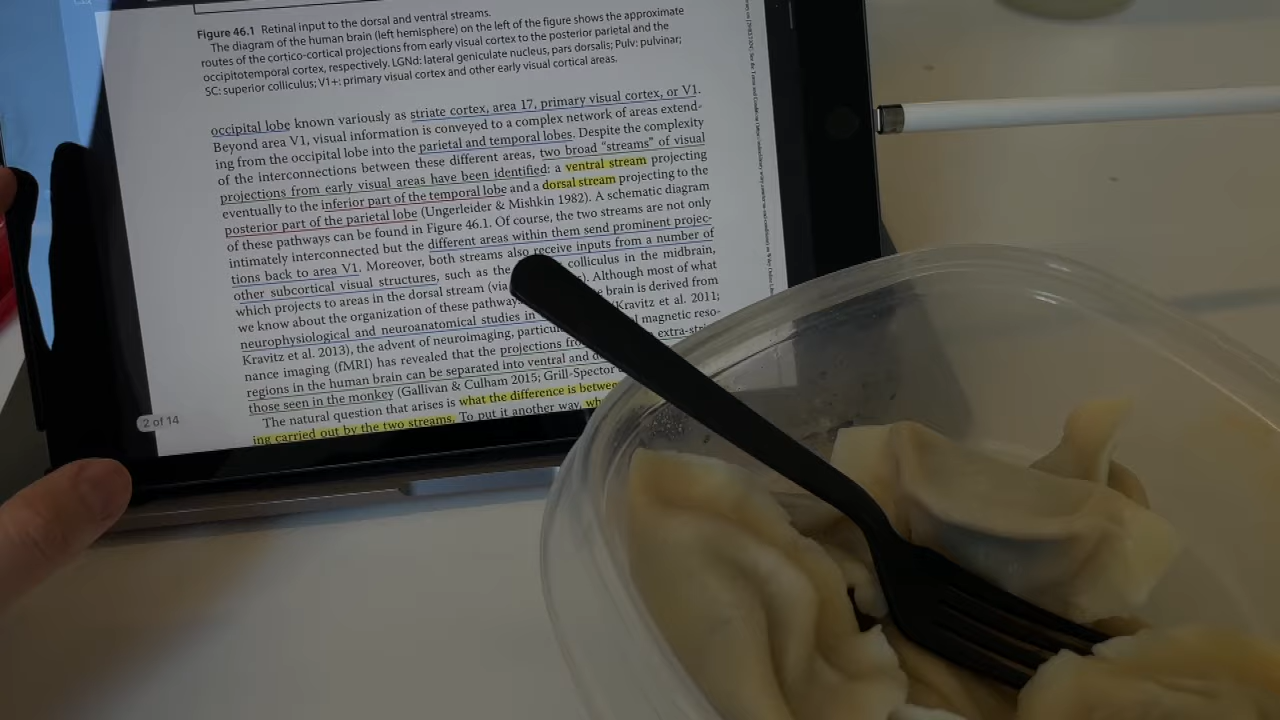 Figure 46.1 Retinal input to the dorsal and ventral streams.
The diagram of the human brain (left hemisphere) on the left of the figure shows the approximate
routes of the cortico-cortical projections from early visual cortex to the posterior parietal and the
occipitotemporal cortex, respectively. LGNd: lateral geniculate nucleus, pars dorsalis; Pulv: pulvinar;
SC: superior colliculus; V1+: primary visual cortex and other early visual cortical areas.
occipital lobe known variously as striate cortex, area 17, primary visual cortex, or V1.
Beyond area V1, visual information is conveyed to a complex network of areas extend-
ing from the occipital lobe into the parietal and temporal lobes. Despite the complexity
of the interconnections between these different areas, two broad “streams” of visual
projections from early visual areas have been identified: a ventral stream projecting
eventually to the inferior part of the temporal lobe and a dorsal stream projecting to the
posterior part of the parietal lobe (Ungerleider & Mishkin 1982). A schematic diagram
of these pathways can be found in Figure 46.1. Of course, the two streams are not only
intimately interconnected but the different areas within them send prominent projec-
tions back to area V1. Moreover, both streams also receive inputs from a number of
other subcortical visual structures, such as the colliculus in the midbrain,
which projects to areas in the dorsal stream (via Although most of what
we know about the organization of these pathway brain is derived from
neurophysiological and neuroanatomical studies in Kravitz et al. 2011;
Kravitz et al. 2013), the advent of neuroimaging, magnetic reso-
nance imaging (fMRI) has revealed that the projections extra-
regions in the human brain can be separated into ventral and
those seen in the monkey (Gallivan & Culham 2015; Grill-Spector
The natural question that arises is what the difference is
ing carried out by the two streams. To put it another way,
2 of 14